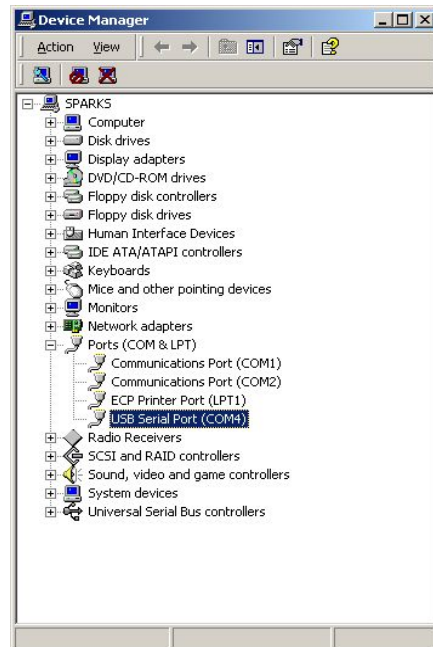 Device Manager
Action View
SPARKS
Computer
Disk drives
Display adapters
DVD/CD-ROM drives
Floppy disk controllers
Floppy disk drives
Human Interface Devices
IDE ATA/ATAPI controllers
Keyboards
Mice and other pointing devices
Monitors
Network adapters
Ports (COM & LPT)
Communications Port (COM1)
Communications Port (COM2)
ECP Printer Port (LPT1)
USB Serial Port (COM4)
Radio Receivers
SCSI and RAID controllers
Sound, video and game controllers
System devices
Universal Serial Bus controllers